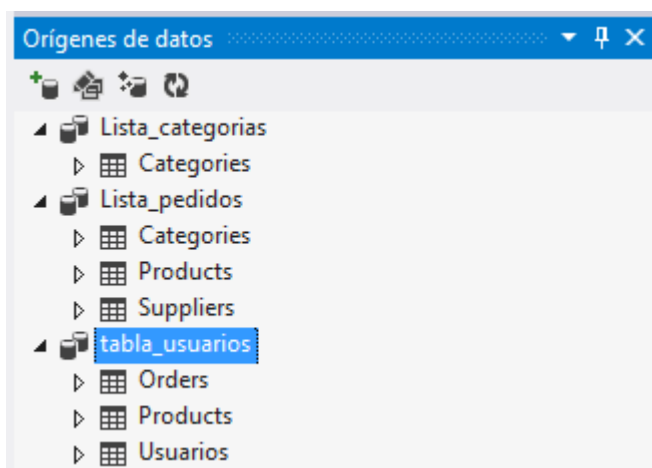 Orígenes de datos
Lista_categorias
Categories
Lista_pedidos
Categories
Products
Suppliers
tabla_usuarios
Orders
Products
Usuarios